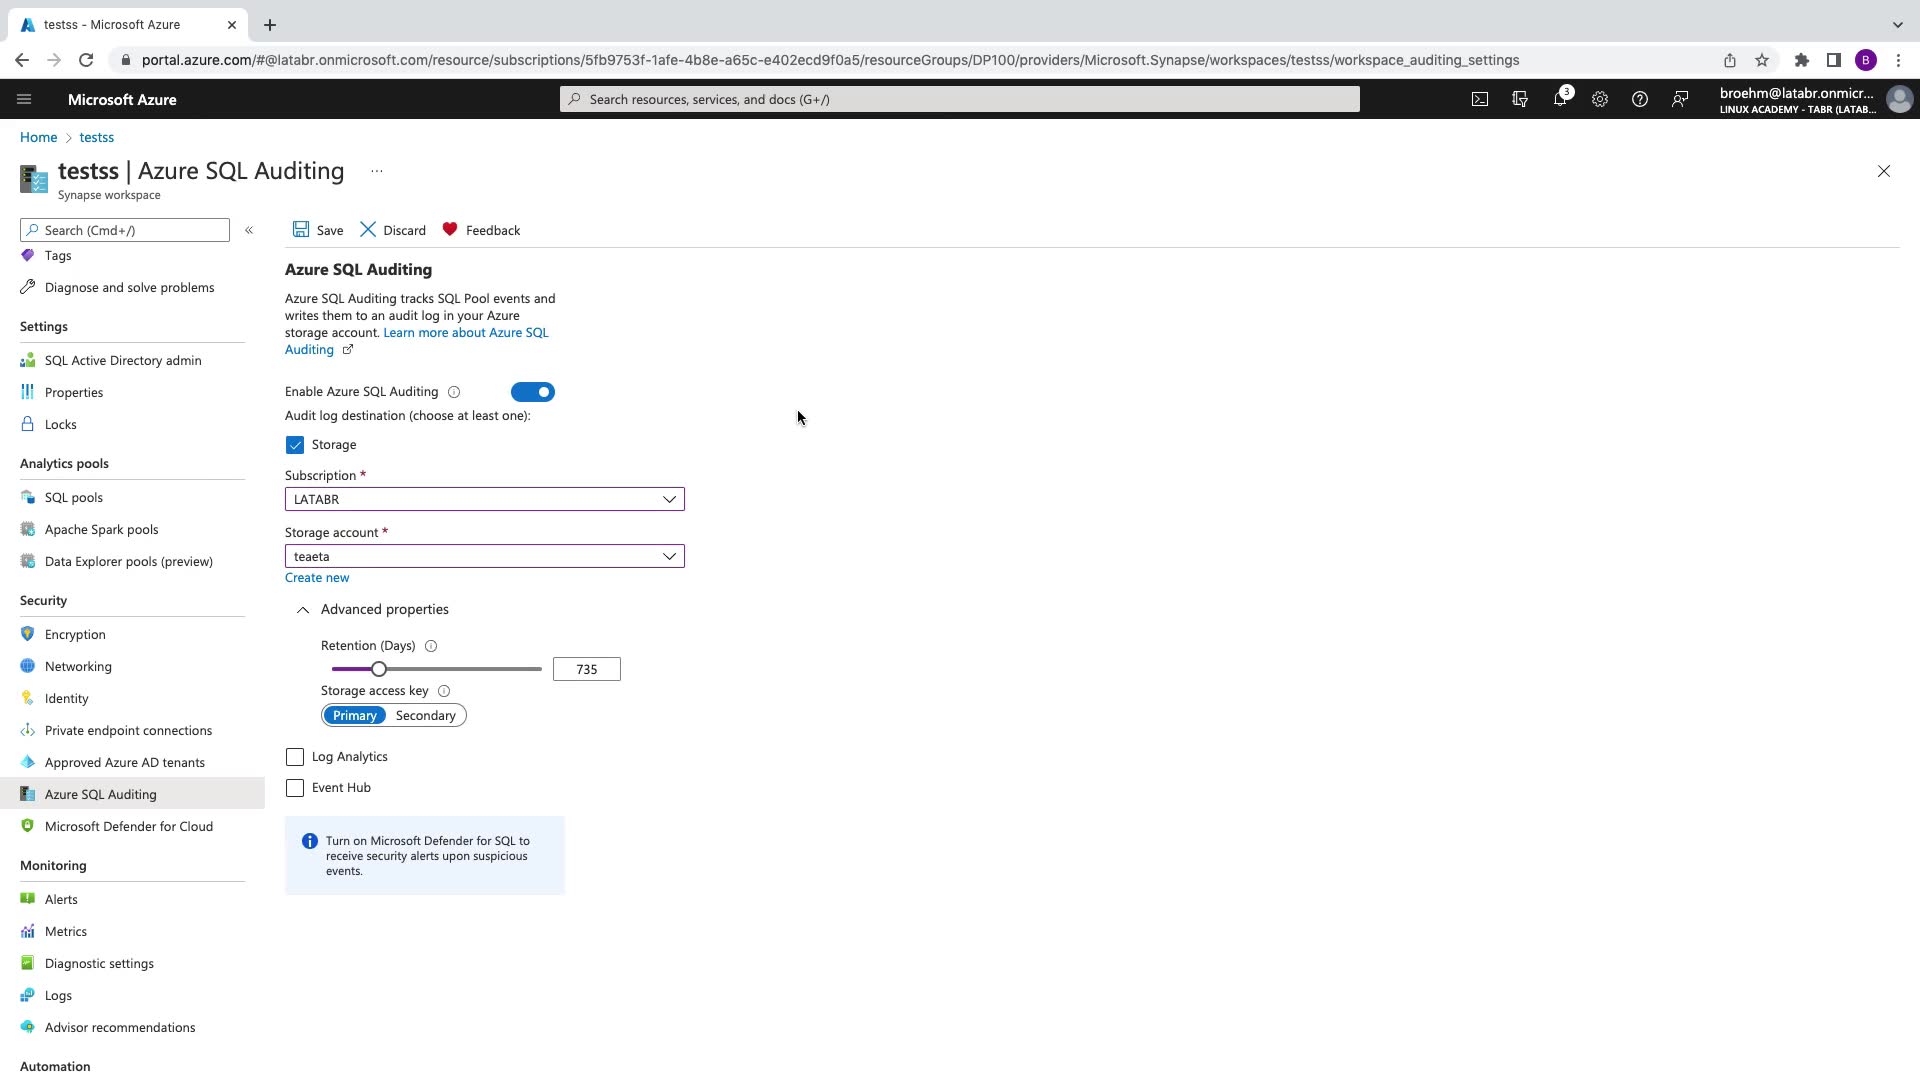 testss - Microsoft Azure
portal.azure.com/#@latabr.onmicrosoft.com/resource/subscriptions/5fb9753f-1afe-4b8e-a65c-e402ecd9f0a5/resourceGroups/DP100/providers/Microsoft.Synapse/workspaces/testss/workspace_auditing_settings
B
Microsoft Azure
Search resources, services, and docs (G+/)
3
broehm@latabr.onmicr...
LINUX ACADEMY - TABR (LATAB...
Home > testss
testss | Azure SQL Auditing ...
Synapse workspace
Search (Cmd+/)
«
Tags
Diagnose and solve problems
Settings
SQL Active Directory admin
Properties
Locks
Analytics pools
SQL pools
Apache Spark pools
Data Explorer pools (preview)
Security
Encryption
Networking
Identity
Private endpoint connections
Approved Azure AD tenants
Azure SQL Auditing
Microsoft Defender for Cloud
Monitoring
Alerts
Metrics
Diagnostic settings
Logs
Advisor recommendations
Automation
Save Discard Feedback
Azure SQL Auditing
Azure SQL Auditing tracks SQL Pool events and
writes them to an audit log in your Azure
storage account. Learn more about Azure SQL
Auditing
Enable Azure SQL Auditing
Audit log destination (choose at least one):
Storage
Subscription *
LATABR
Storage account *
teaeta
Create new
Advanced properties
Retention (Days)
735
Storage access key
Primary Secondary
Log Analytics
Event Hub
Turn on Microsoft Defender for SQL to
receive security alerts upon suspicious
events.